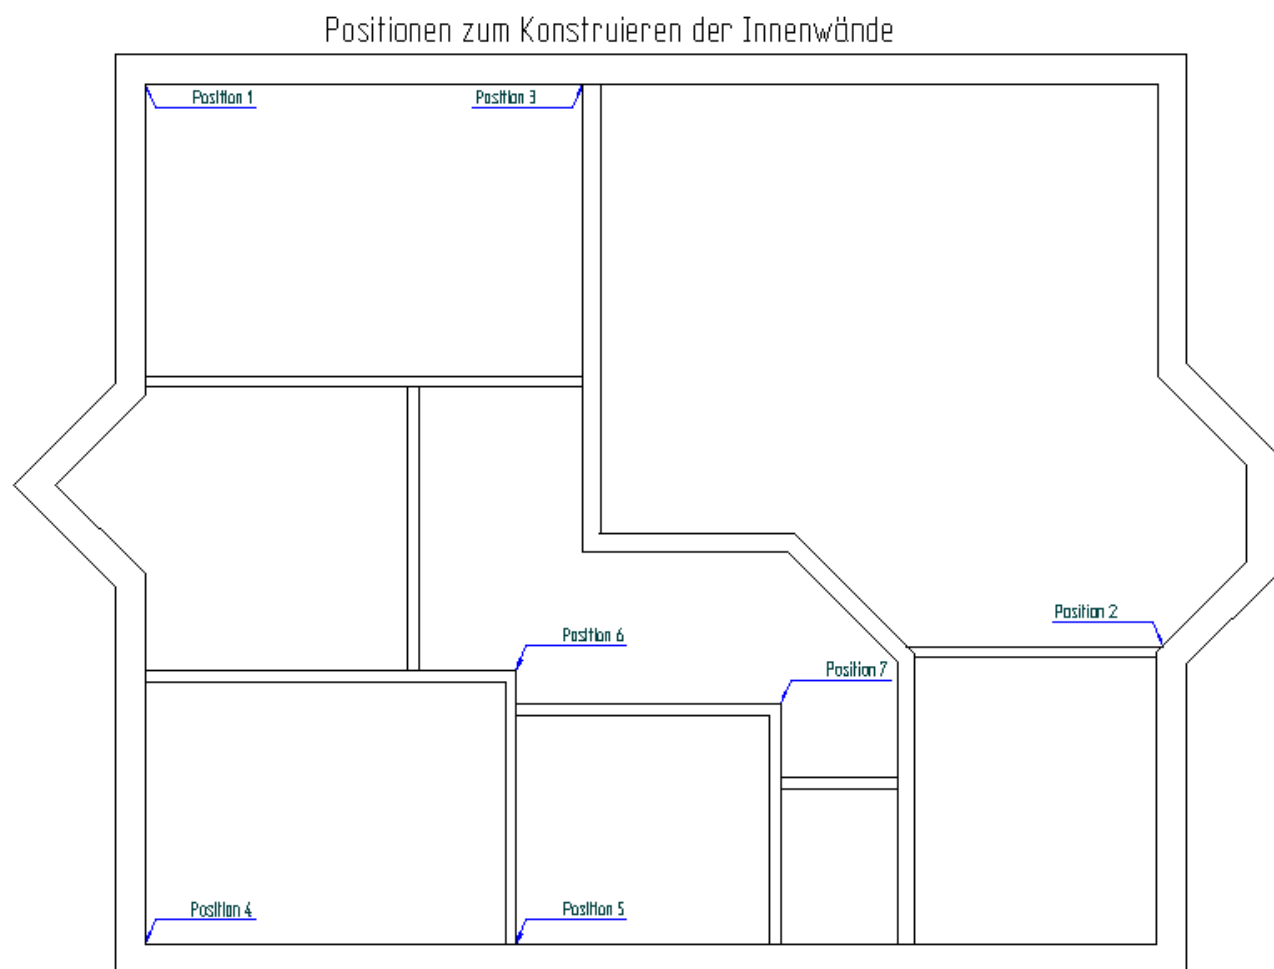 Positionen zum Konstruieren der Innenwände
Position 1
Position 3
Position 2
Position 6
Position 7
Position 4
Position 5